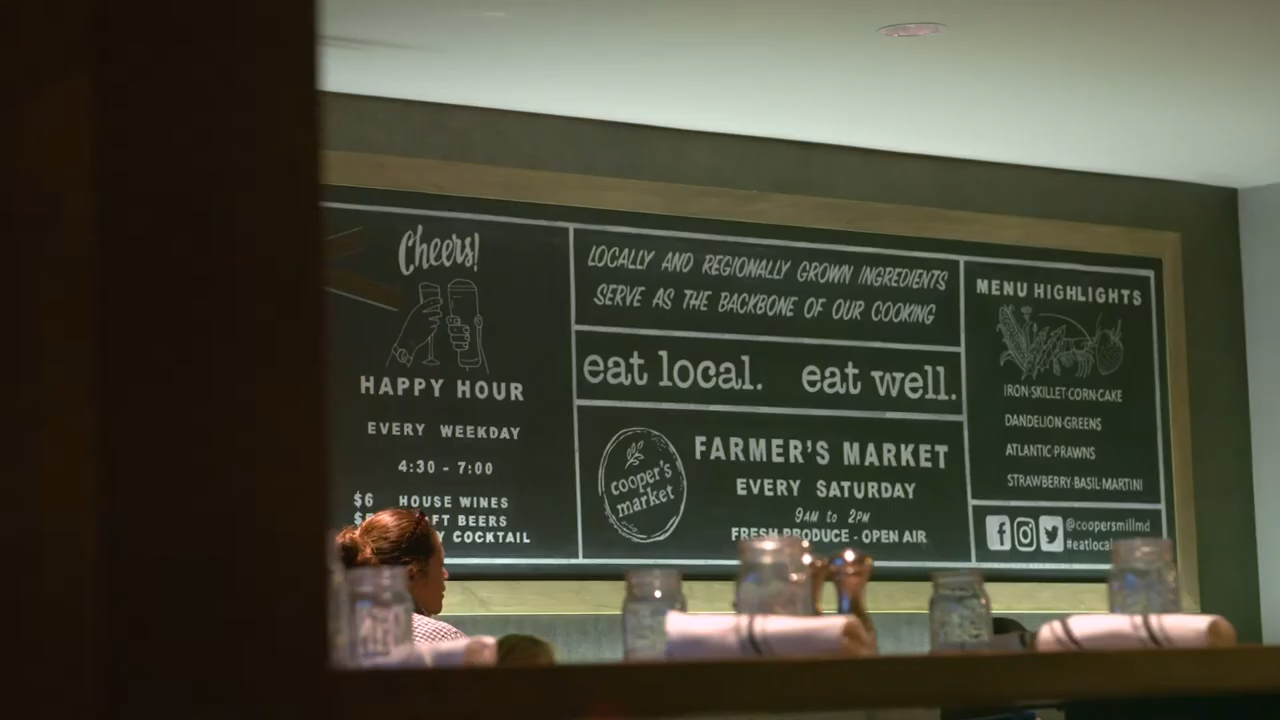 Cheers!
HAPPY HOUR
EVERY WEEKDAY
4:30 - 7:00
$6 HOUSE WINES
BEERS
COCKTAIL
LOCALLY AND REGIONALLY GROWN INGREDIENTS
SERVE AS THE BACKBONE OF OUR COOKING
eat local. eat well.
cooper's
market
FARMER'S MARKET
EVERY SATURDAY
9AM to 2PM
FRESH PRODUCE - OPEN AIR
MENU HIGHLIGHTS
IRON·SKILLET·CORN·CAKE
DANDELION·GREENS
ATLANTIC·PRAWNS
STRAWBERRY·BASIL·MARTINI
@coopersmillmd
#eatlocal